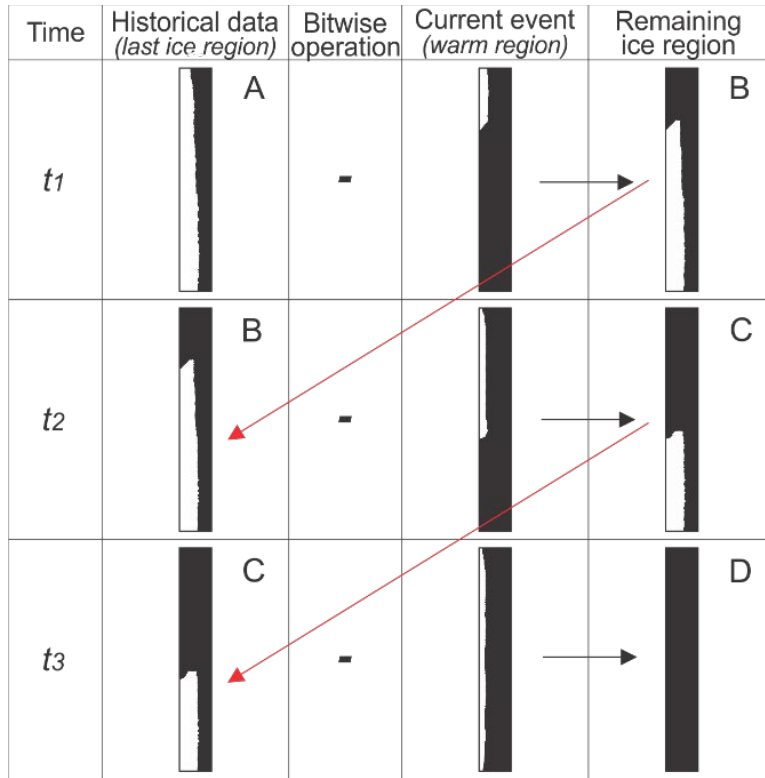 Time
Historical data
(last ice region)
Bitwise
operation
Current event
(warm region)
Remaining
ice region
t1
A
-
B
t2
B
-
C
t3
C
-
D